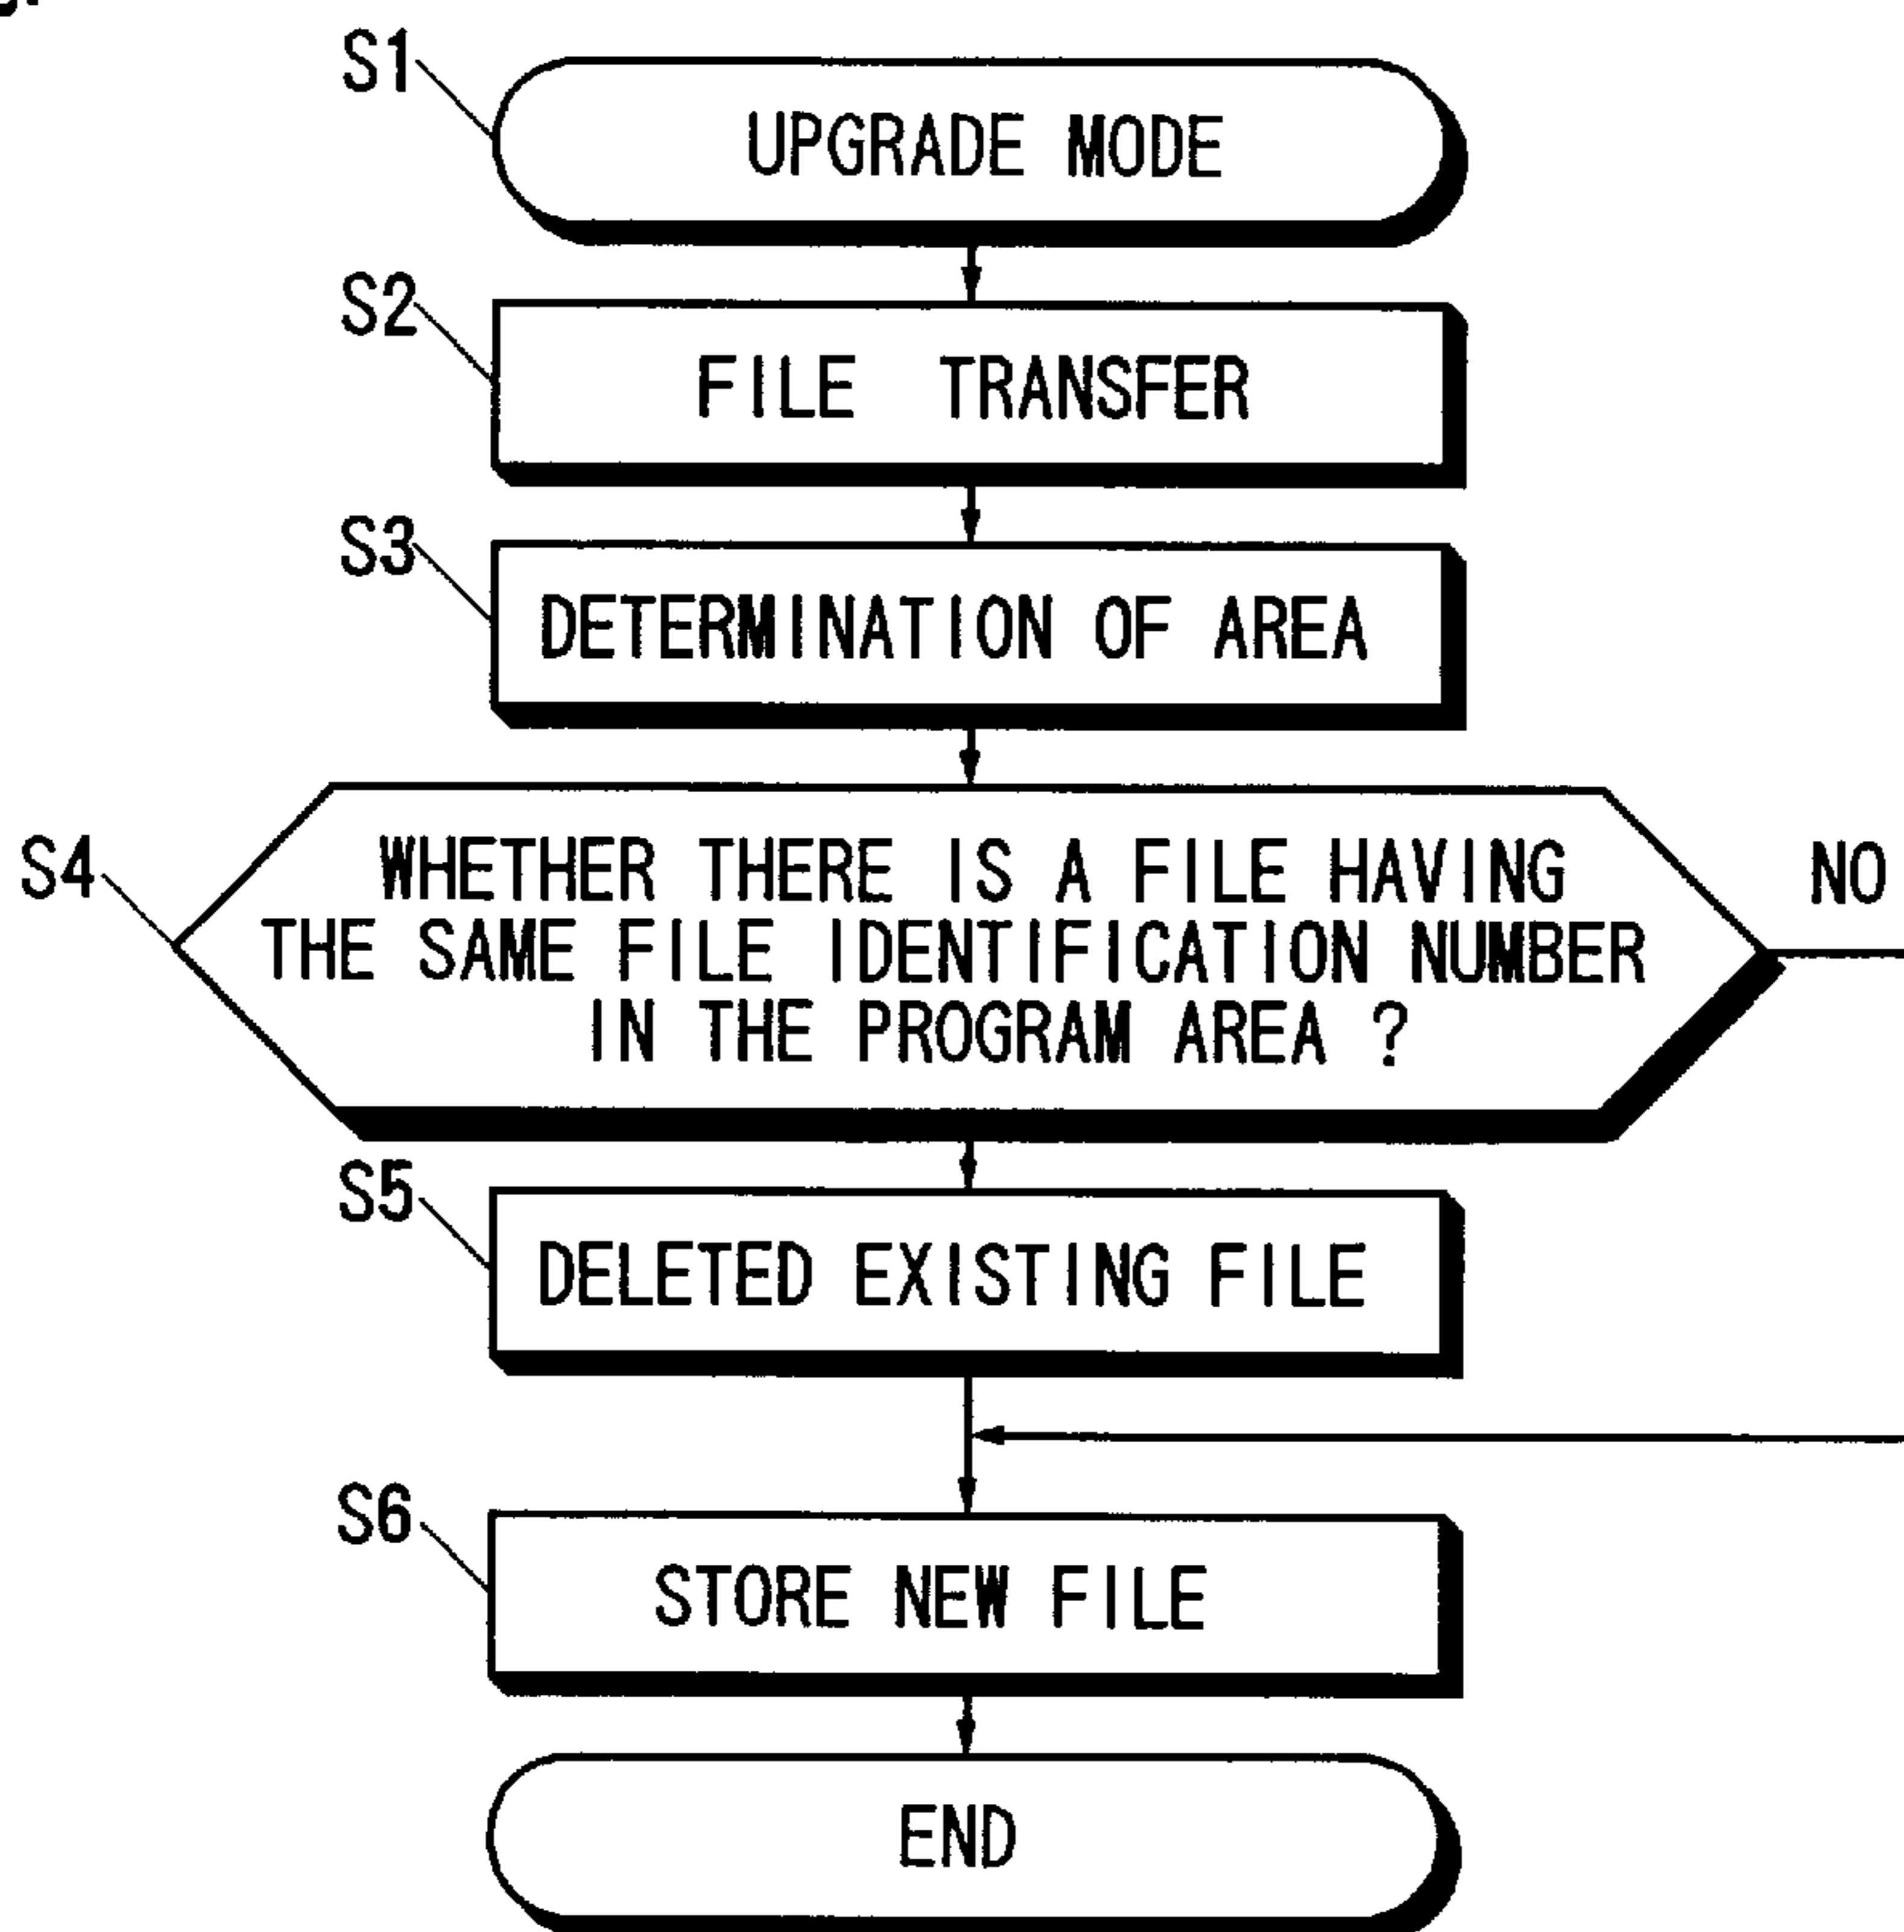 S1
UPGRADE MODE
S2
FILE TRANSFER
S3
DETERMINATION OF AREA
S4
WHETHER THERE IS A FILE HAVING
THE SAME FILE IDENTIFICATION NUMBER
IN THE PROGRAM AREA ?
NO
S5
DELETED EXISTING FILE
S6
STORE NEW FILE
END